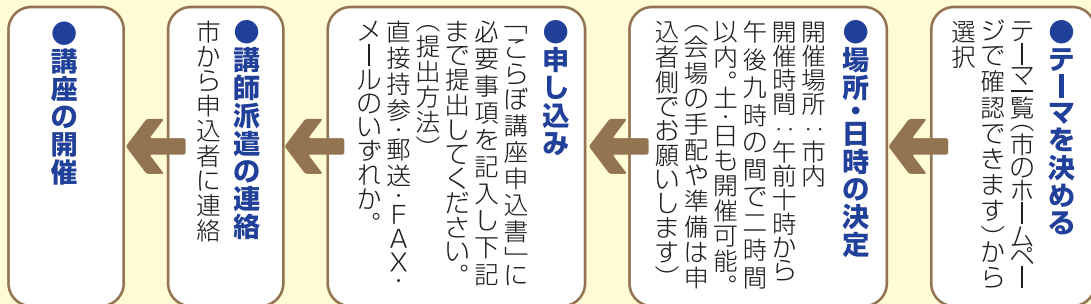 ●テーマを決める
テーマ一覧(市のホームペー
ジで確認できます)から
選択
●場所・日時の決定
開催場所:市内
開催時間:午前十時から
午後九時の間で二時間
以内。土・日も開催可能。
(会場の手配や準備は申
込者側でお願いします)
●申し込み
「こらぼ講座申込書」に
必要事項を記入し下記
まで提出してください。
(提出方法)
直接持参・郵送・FAX・
メールのいずれか。
●講師派遣の連絡
市から申込者に連絡
●講座の開催